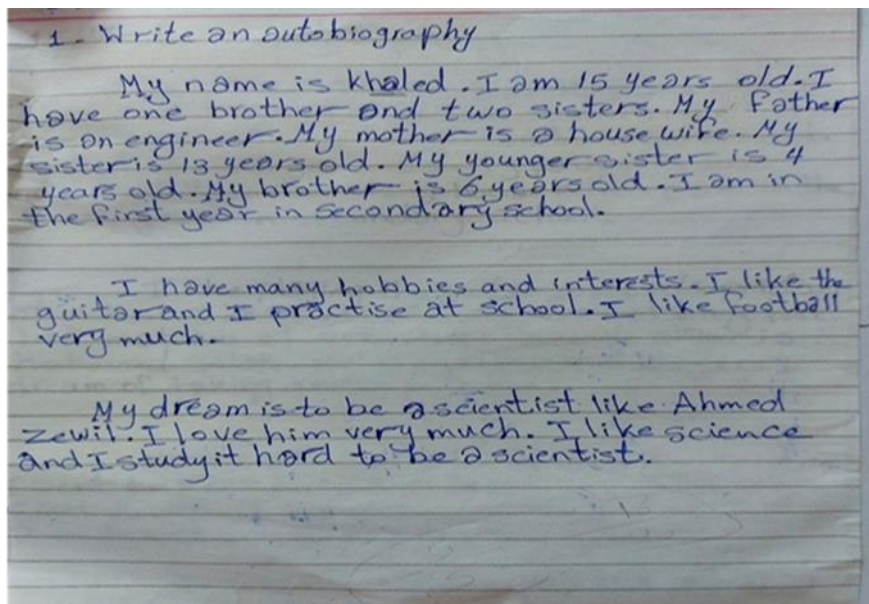 1. Write an autobiography
My name is khaled. I am 15 years old. I
have one brother and two sisters. My father
is an engineer. My mother is a house wife. My
sister is 13 years old. My younger sister is 4
years old. My brother is 6 years old. I am in
the first year in secondary school.
I have many hobbies and interests. I like the
guitar and I practise at school. I like football
very much.
My dream is to be a scientist like Ahmed
Zewil. I love him very much. I like science
and I study it hard to be a scientist.